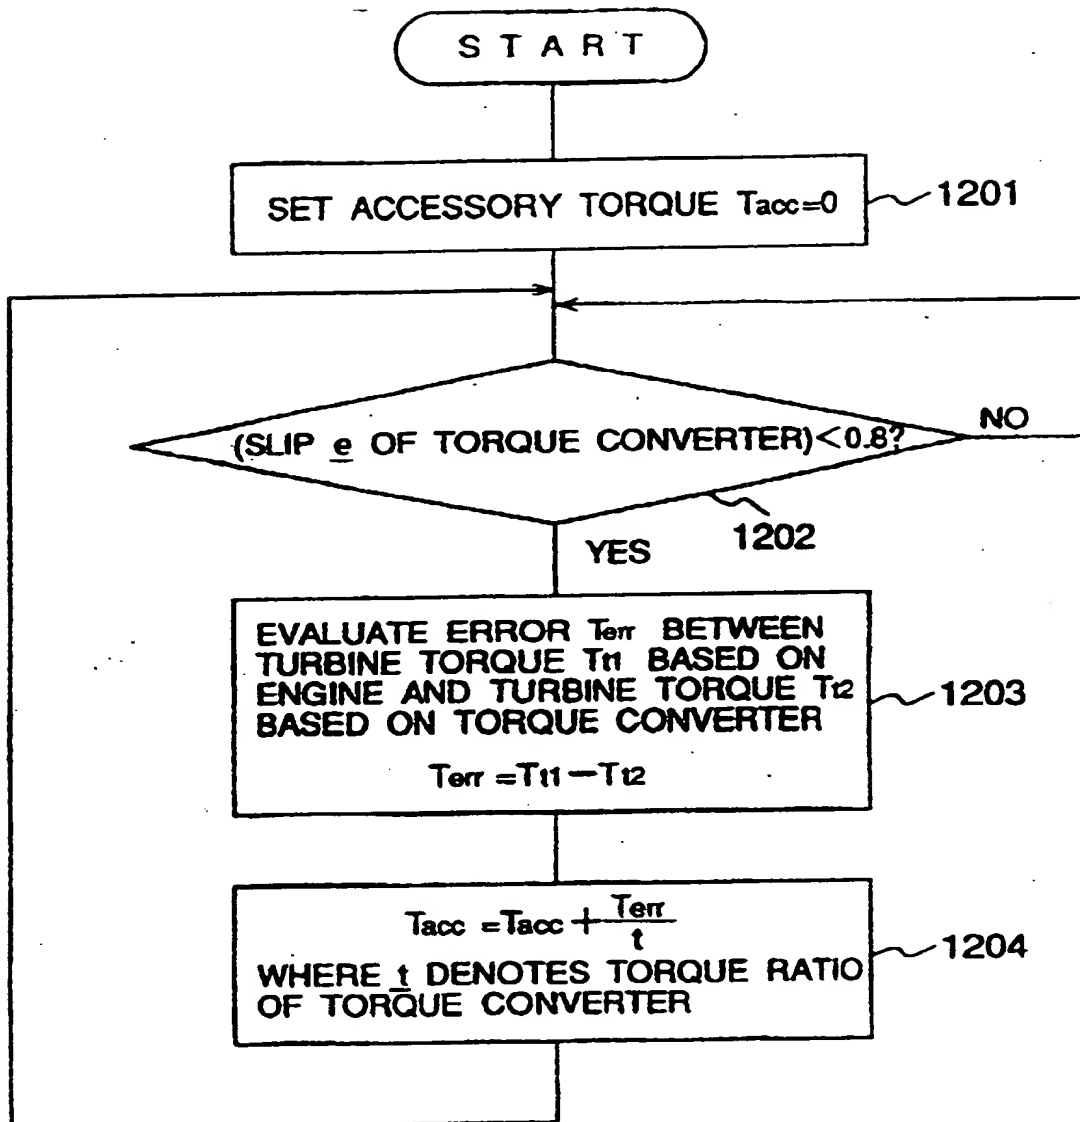 START
SET ACCESSORY TORQUE Tacc=0
1201
(SLIP e OF TORQUE CONVERTER)<0.8?
NO
1202
YES
EVALUATE ERROR Terr BETWEEN
TURBINE TORQUE Tt1 BASED ON
ENGINE AND TURBINE TORQUE Tt2
BASED ON TORQUE CONVERTER
Terr=Tt1-Tt2
1203
Tacc=Tacc+Terr/t
WHERE t DENOTES TORQUE RATIO
OF TORQUE CONVERTER
1204